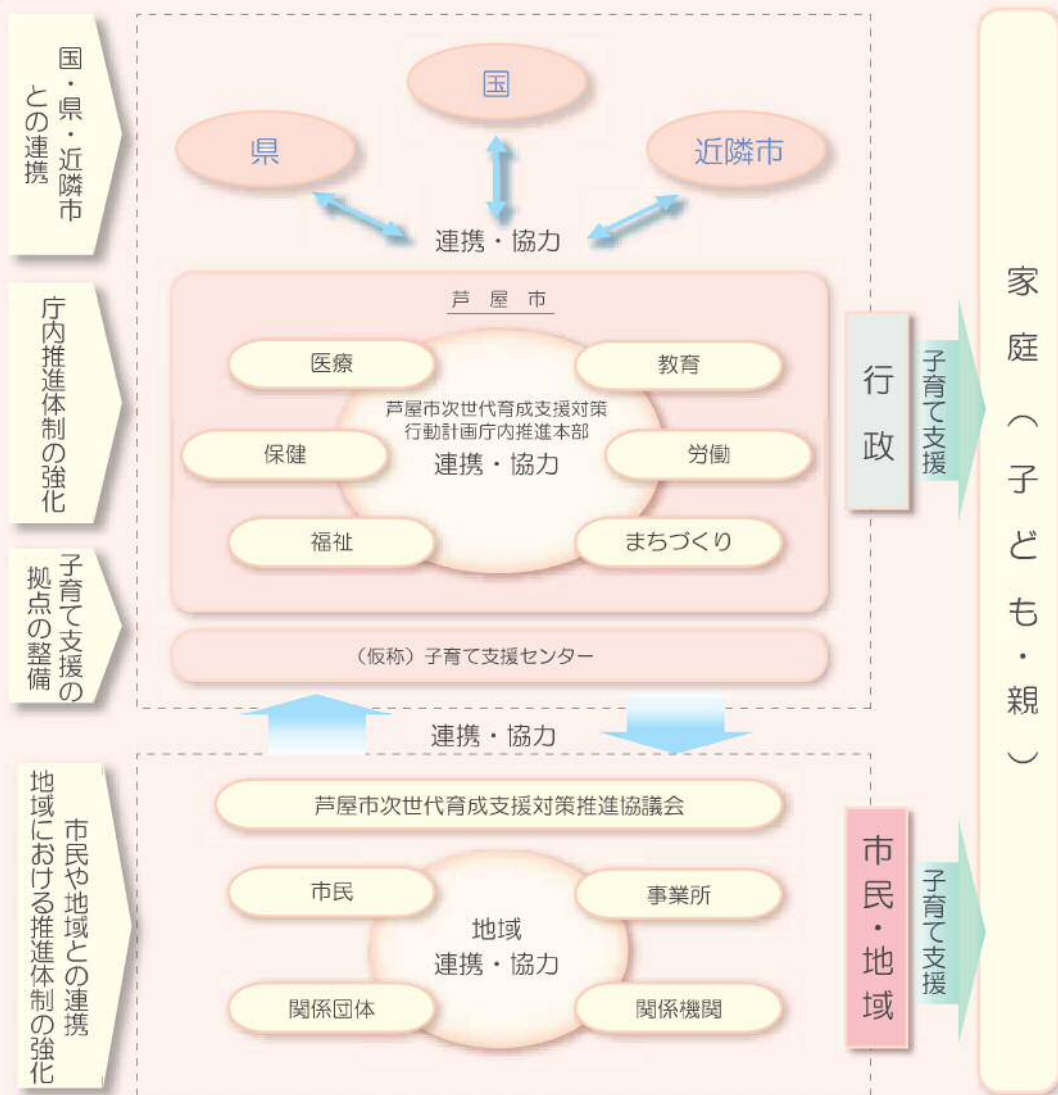 国・県・近隣市
との連携
国
県
近隣市
連携・協力
庁内推進体制の強化
芦屋市
医療
教育
芦屋市次世代育成支援対策
行動計画庁内推進本部
連携・協力
保健
労働
福祉
まちづくり
行政
子育て支援
子育て支援の
拠点の整備
（仮称）子育て支援センター
連携・協力
市民や地域との連携
地域における推進体制の強化
芦屋市次世代育成支援対策推進協議会
市民
事業所
地域
連携・協力
関係団体
関係機関
市民・地域
子育て支援
家庭（子ども・親）